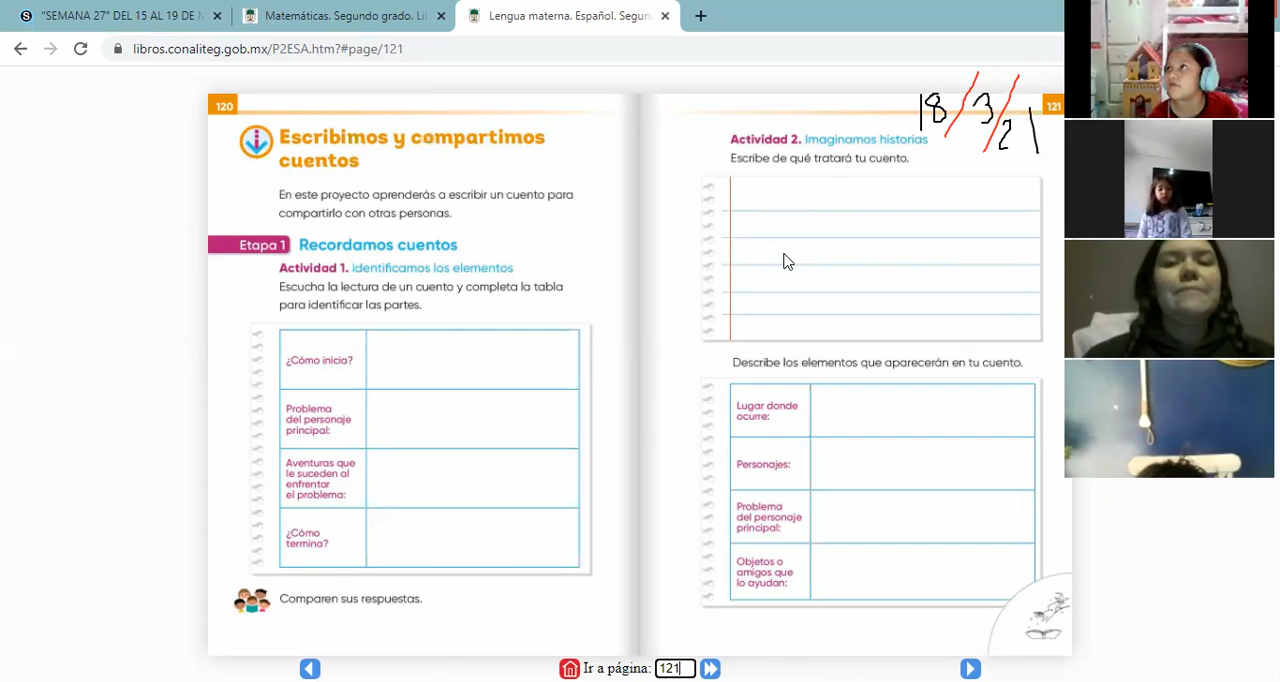 "SEMANA 27" DEL 15 AL 19 DE M
Matemáticas. Segundo grado. Li
Lengua materna. Español. Segun
libros.conaliteg.gob.mx/P2ESA.htm?#page/121
120
Escribimos y compartimos
cuentos
En este proyecto aprenderás a escribir un cuento para
compartirlo con otras personas.
Etapa 1 Recordamos cuentos
Actividad 1. identificamos los elementos
Escucha la lectura de un cuento y completa la tabla
para identificar las partes.
¿Cómo inicia?
Problema
del personaje
principal:
Aventuras que
le suceden al
enfrentar
el problema:
¿Cómo
termina?
Comparen sus respuestas.
18/3/21
121
Actividad 2. Imaginamos historias
Escribe de qué tratará tu cuento.
Describe los elementos que aparecerán en tu cuento.
Lugar donde
ocurre:
Personajes:
Problema
del personaje
principal:
Objetos o
amigos que
lo ayudan:
Ir a página: 121